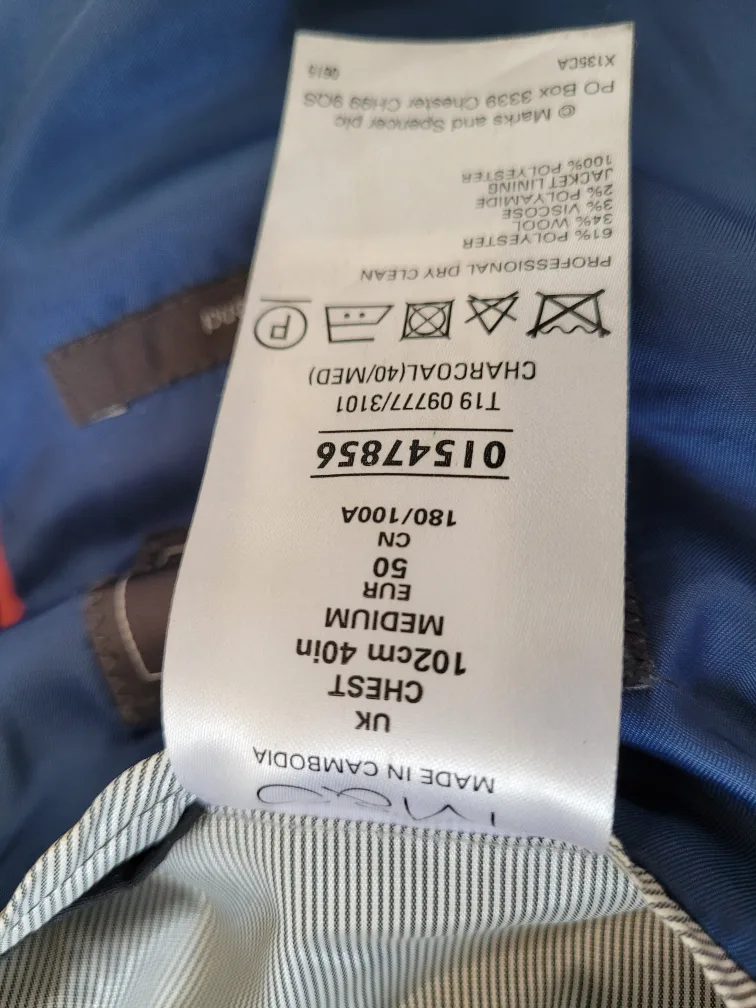 M&S
MADE IN CAMBODIA
UK
CHEST
102cm 40in
MEDIUM
EUR
50
CN
180/100A
01547856
T19 09777/3101
CHARCOAL(40/MED)
P
PROFESSIONAL DRY CLEAN
61% POLYESTER
34% WOOL
3% VISCOSE
2% POLYAMIDE
JACKET LINING
100% POLYESTER
© Marks and Spencer plc
PO Box 3339 Chester CH99 9QS
X135CA